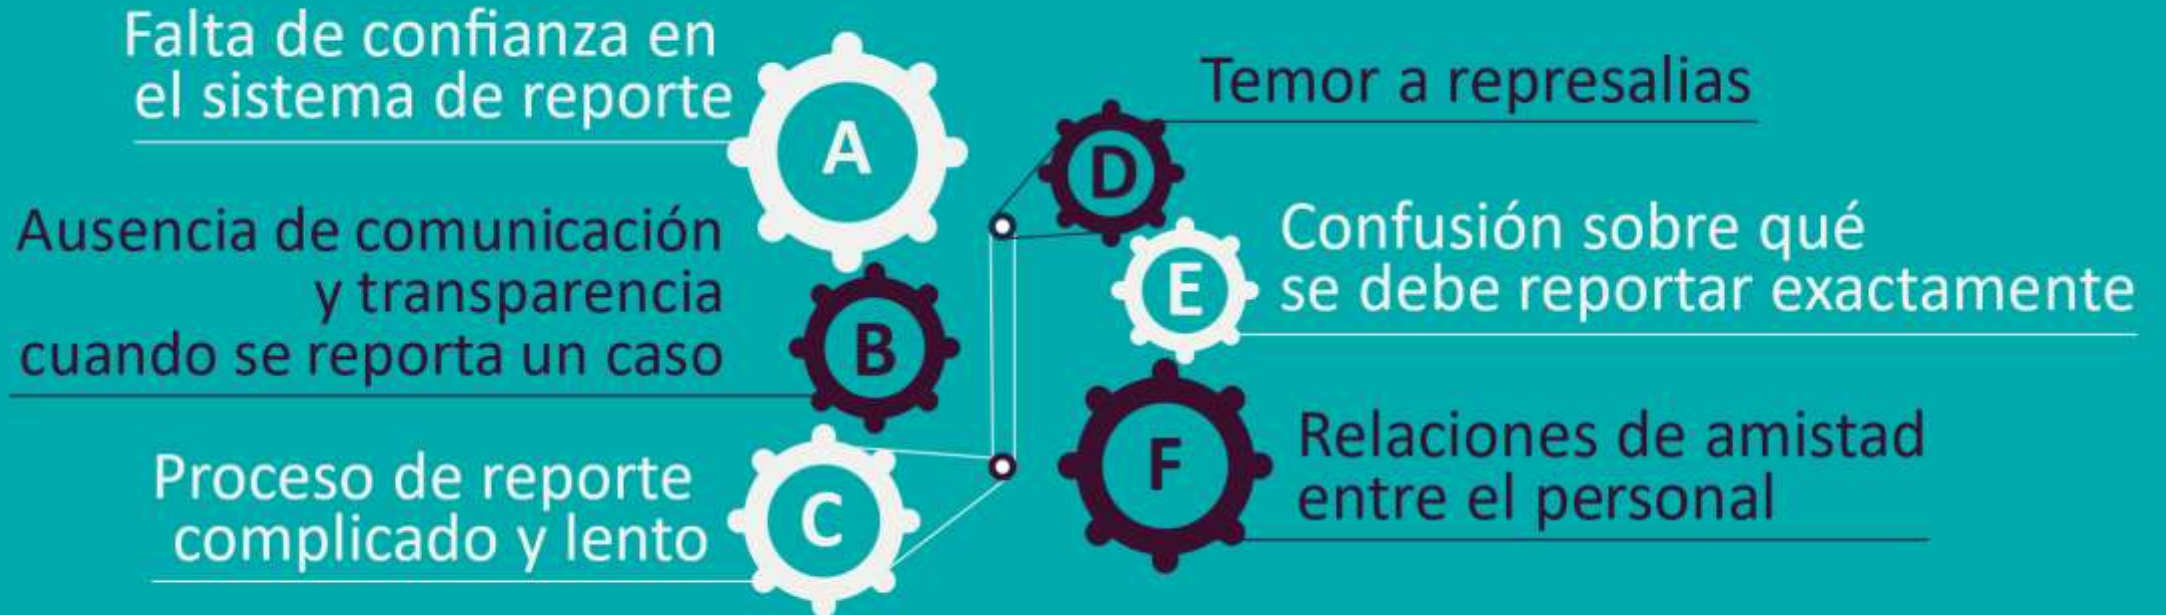 Falta de confianza en
el sistema de reporte
A
Ausencia de comunicación
y transparencia
cuando se reporta un caso
B
Proceso de reporte
complicado y lento
C
Temor a represalias
D
Confusión sobre qué
se debe reportar exactamente
E
Relaciones de amistad
entre el personal
F